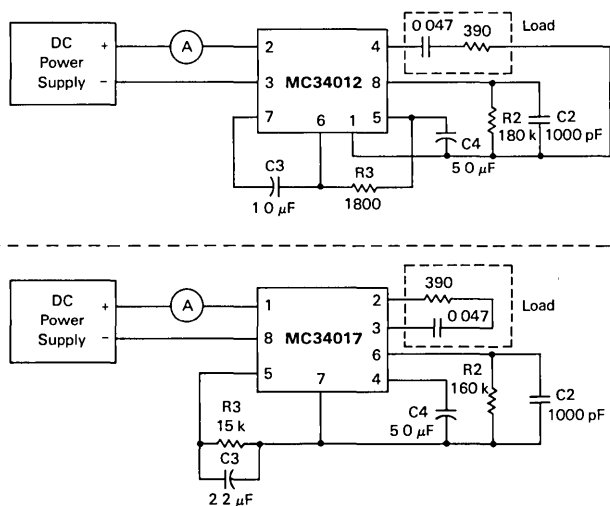 DC
Power
Supply
+
−
A
2
3
7
6
1
4
8
5
MC34012
0 047
390
Load
R2
180 k
C2
1000 pF
C4
5 0 µF
C3
1 0 µF
R3
1800
DC
Power
Supply
+
−
A
1
8
5
7
2
3
6
4
MC34017
390
0 047
Load
R2
160 k
C2
1000 pF
C4
5 0 µF
R3
15 k
C3
2 2 µF